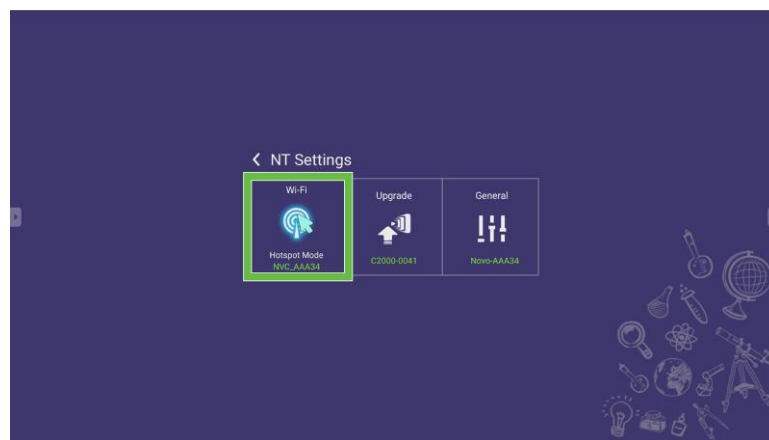 NT Settings
Wi-Fi
Hotspot Mode
NVC_AAA34
Upgrade
C2000-0041
General
Novo-AAA34